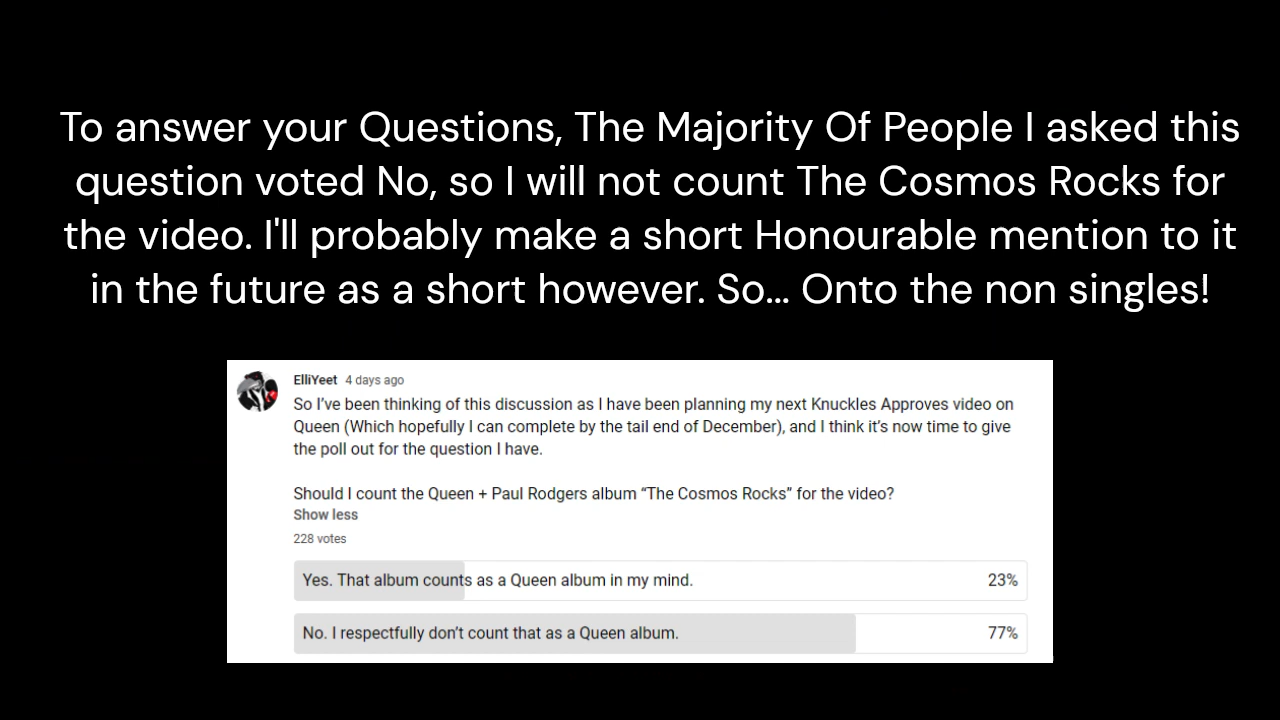 To answer your Questions, The Majority Of People I asked this
question voted No, so I will not count The Cosmos Rocks for
the video. I'll probably make a short Honourable mention to it
in the future as a short however. So... Onto the non singles!
ElliYeet 4 days ago
So I've been thinking of this discussion as I have been planning my next Knuckles Approves video on
Queen (Which hopefully I can complete by the tail end of December), and I think it's now time to give
the poll out for the question I have.
Should I count the Queen + Paul Rodgers album “The Cosmos Rocks” for the video?
Show less
228 votes
Yes. That album counts as a Queen album in my mind. 23%
No. I respectfully don't count that as a Queen album. 77%